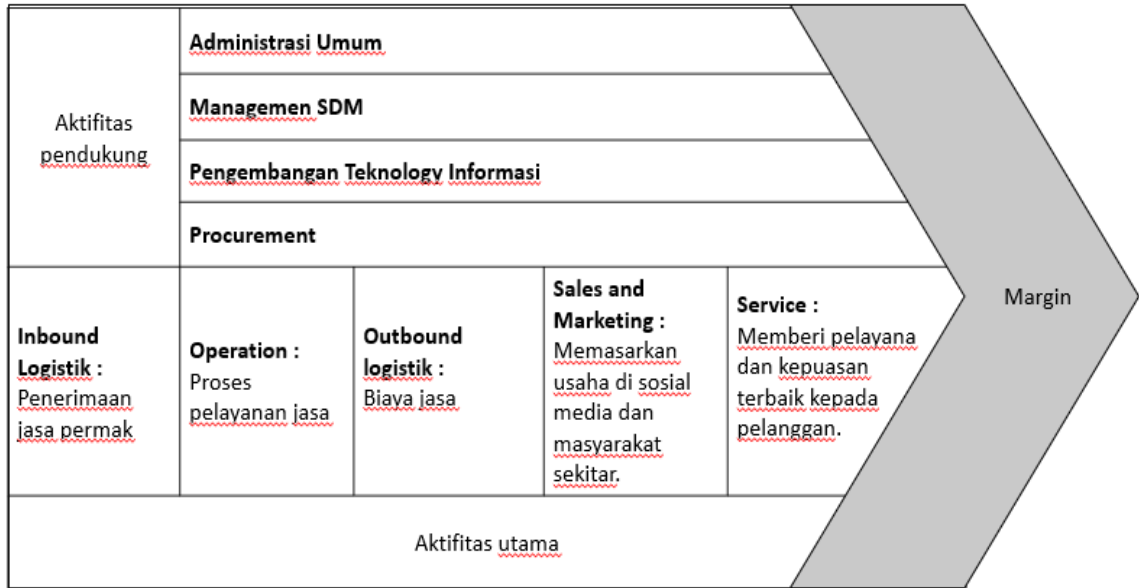 Administrasi Umum
Aktifitas
pendukung
Managemen SDM
Pengembangan Teknology Informasi
Procurement
Inbound
Logistik :
Penerimaan
jasa permak
Operation :
Proses
pelayanan jasa
Outbound
logistik :
Biaya jasa
Sales and
Marketing :
Memasarkan
usaha di sosial
media dan
masyarakat
sekitar.
Service :
Memberi pelayana
dan kepuasan
terbaik kepada
pelanggan.
Margin
Aktifitas utama